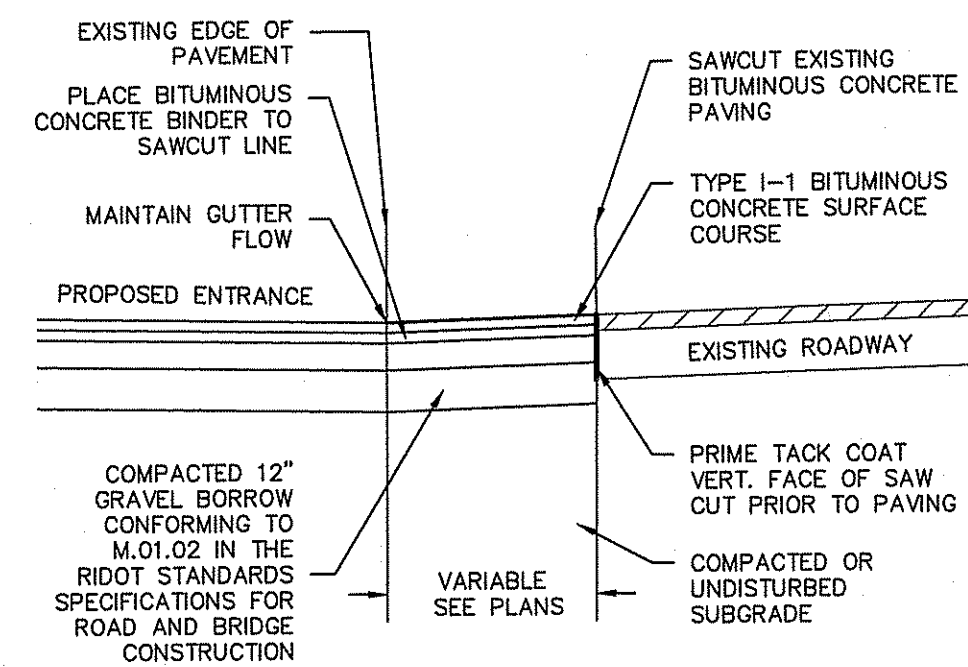 EXISTING EDGE OF
PAVEMENT
PLACE BITUMINOUS
CONCRETE BINDER TO
SAWCUT LINE
MAINTAIN GUTTER
FLOW
PROPOSED ENTRANCE
SAWCUT EXISTING
BITUMINOUS CONCRETE
PAVING
TYPE I-1 BITUMINOUS
CONCRETE SURFACE
COURSE
EXISTING ROADWAY
COMPACTED 12"
GRAVEL BORROW
CONFORMING TO
M.01.02 IN THE
RIDOT STANDARDS
SPECIFICATIONS FOR
ROAD AND BRIDGE
CONSTRUCTION
VARIABLE
SEE PLANS
PRIME TACK COAT
VERT. FACE OF SAW
CUT PRIOR TO PAVING
COMPACTED OR
UNDISTURBED
SUBGRADE